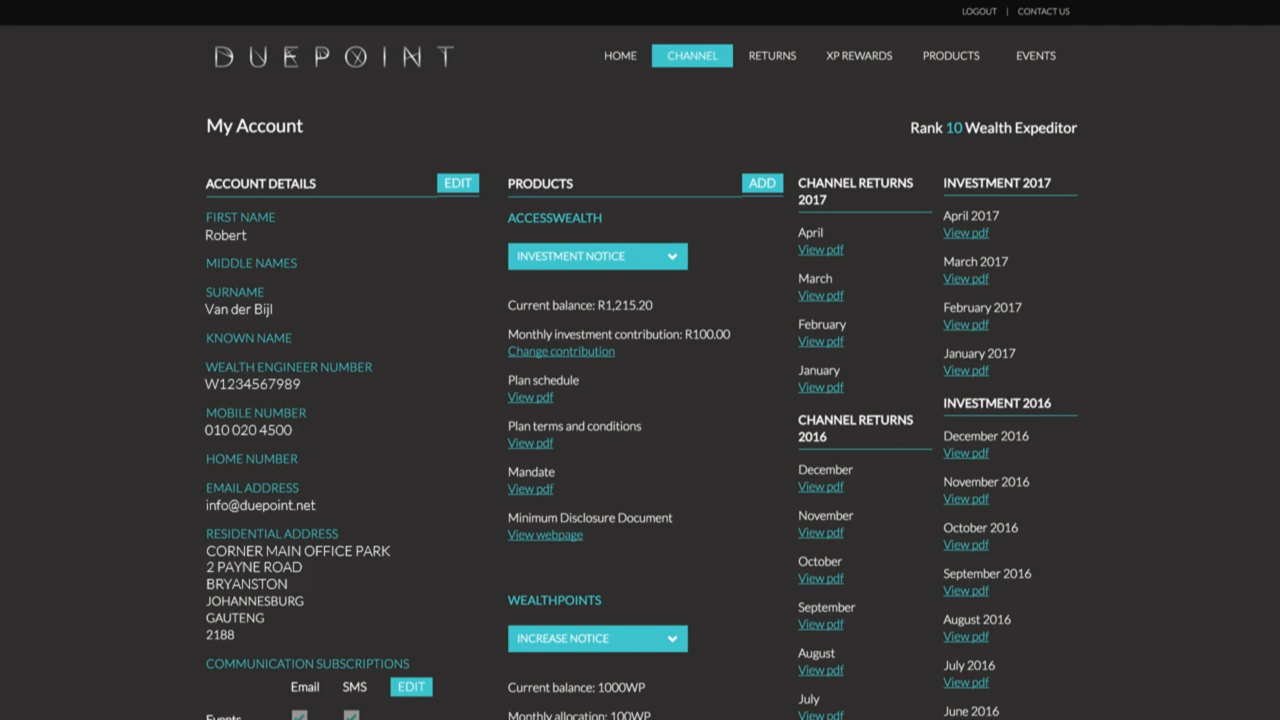 LOGOUT | CONTACT US
DUEPOINT
HOME CHANNEL RETURNS XP REWARDS PRODUCTS EVENTS
My Account
Rank 10 Wealth Expeditor
ACCOUNT DETAILS EDIT
FIRST NAME
Robert
MIDDLE NAMES
SURNAME
Van der Bijl
KNOWN NAME
WEALTH ENGINEER NUMBER
W1234567989
MOBILE NUMBER
010 020 4500
HOME NUMBER
EMAIL ADDRESS
info@duepoint.net
RESIDENTIAL ADDRESS
CORNER MAIN OFFICE PARK
2 PAYNE ROAD
BRYANSTON
JOHANNESBURG
GAUTENG
2188
COMMUNICATION SUBSCRIPTIONS
Email SMS EDIT
Events
PRODUCTS ADD
ACCESSWEALTH
INVESTMENT NOTICE
Current balance: R1,215.20
Monthly investment contribution: R100.00
Change contribution
Plan schedule
View pdf
Plan terms and conditions
View pdf
Mandate
View pdf
Minimum Disclosure Document
View webpage
WEALTHPOINTS
INCREASE NOTICE
Current balance: 1000WP
Monthly allocation: 100WP
CHANNEL RETURNS
2017
April
View pdf
March
View pdf
February
View pdf
January
View pdf
CHANNEL RETURNS
2016
December
View pdf
November
View pdf
October
View pdf
September
View pdf
August
View pdf
July
View pdf
INVESTMENT 2017
April 2017
View pdf
March 2017
View pdf
February 2017
View pdf
January 2017
View pdf
INVESTMENT 2016
December 2016
View pdf
November 2016
View pdf
October 2016
View pdf
September 2016
View pdf
August 2016
View pdf
July 2016
View pdf
June 2016